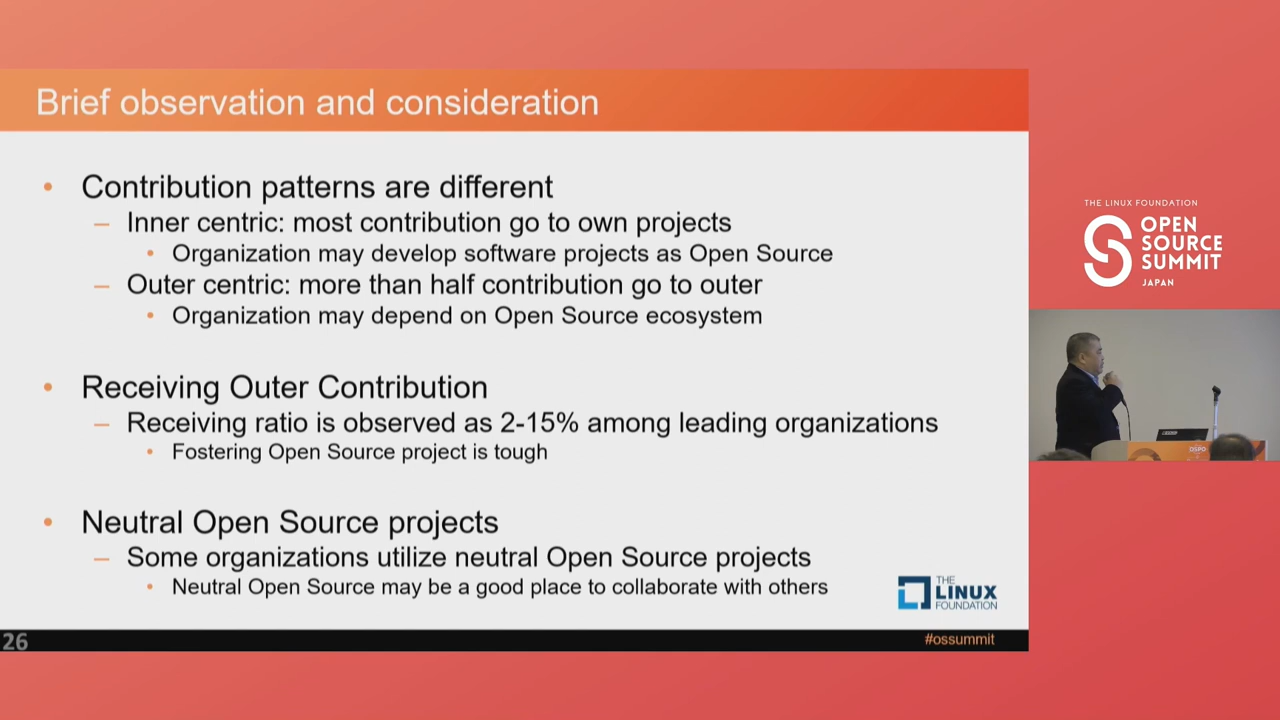 Brief observation and consideration
• Contribution patterns are different
– Inner centric: most contribution go to own projects
• Organization may develop software projects as Open Source
– Outer centric: more than half contribution go to outer
• Organization may depend on Open Source ecosystem
• Receiving Outer Contribution
– Receiving ratio is observed as 2-15% among leading organizations
• Fostering Open Source project is tough
• Neutral Open Source projects
– Some organizations utilize neutral Open Source projects
• Neutral Open Source may be a good place to collaborate with others
THE
LINUX
FOUNDATION
26
#ossummit
THE LINUX FOUNDATION
OPEN
SOURCE
SUMMIT
JAPAN
OSPO